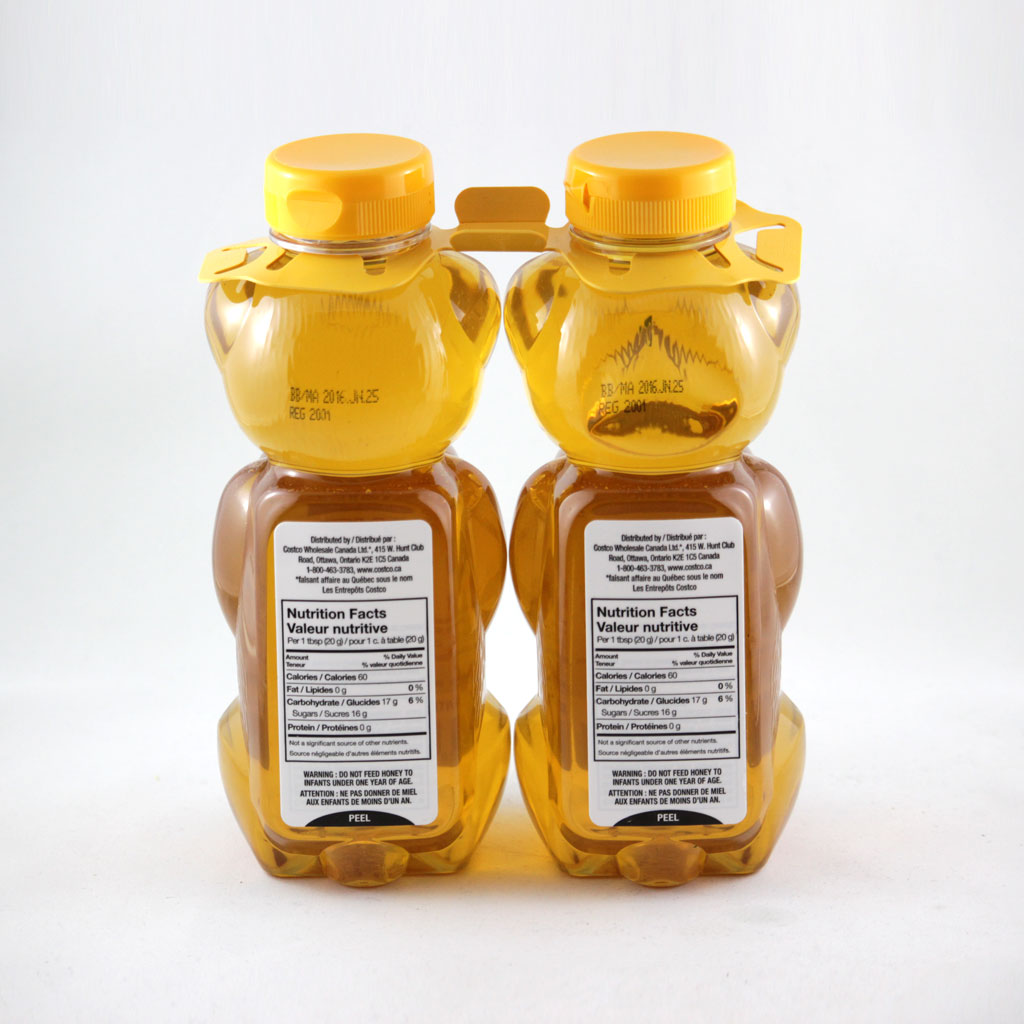 BB/MA 2016.JN.25
REG 2001
Distributed by / Distribué par :
Costco Wholesale Canada Ltd.*, 415 W. Hunt Club
Road, Ottawa, Ontario K2E 1C5 Canada
1-800-463-3783, www.costco.ca
*faisant affaire au Québec sous le nom
Les Entrepôts Costco
Nutrition Facts
Valeur nutritive
Per 1 tbsp (20 g) / pour 1 c. à table (20 g)
Amount % Daily Value
Teneur % valeur quotidienne
Calories / Calories 60
Fat / Lipides 0 g 0 %
Carbohydrate / Glucides 17 g 6 %
Sugars / Sucres 16 g
Protein / Protéines 0 g
Not a significant source of other nutrients.
Source négligeable d'autres éléments nutritifs.
WARNING : DO NOT FEED HONEY TO
INFANTS UNDER ONE YEAR OF AGE.
ATTENTION : NE PAS DONNER DE MIEL
AUX ENFANTS DE MOINS D'UN AN.
PEEL
BB/MA 2016.JN.25
REG 2001
Distributed by / Distribué par :
Costco Wholesale Canada Ltd.*, 415 W. Hunt Club
Road, Ottawa, Ontario K2E 1C5 Canada
1-800-463-3783, www.costco.ca
*faisant affaire au Québec sous le nom
Les Entrepôts Costco
Nutrition Facts
Valeur nutritive
Per 1 tbsp (20 g) / pour 1 c. à table (20 g)
Amount % Daily Value
Teneur % valeur quotidienne
Calories / Calories 60
Fat / Lipides 0 g 0 %
Carbohydrate / Glucides 17 g 6 %
Sugars / Sucres 16 g
Protein / Protéines 0 g
Not a significant source of other nutrients.
Source négligeable d'autres éléments nutritifs.
WARNING : DO NOT FEED HONEY TO
INFANTS UNDER ONE YEAR OF AGE.
ATTENTION : NE PAS DONNER DE MIEL
AUX ENFANTS DE MOINS D'UN AN.
PEEL